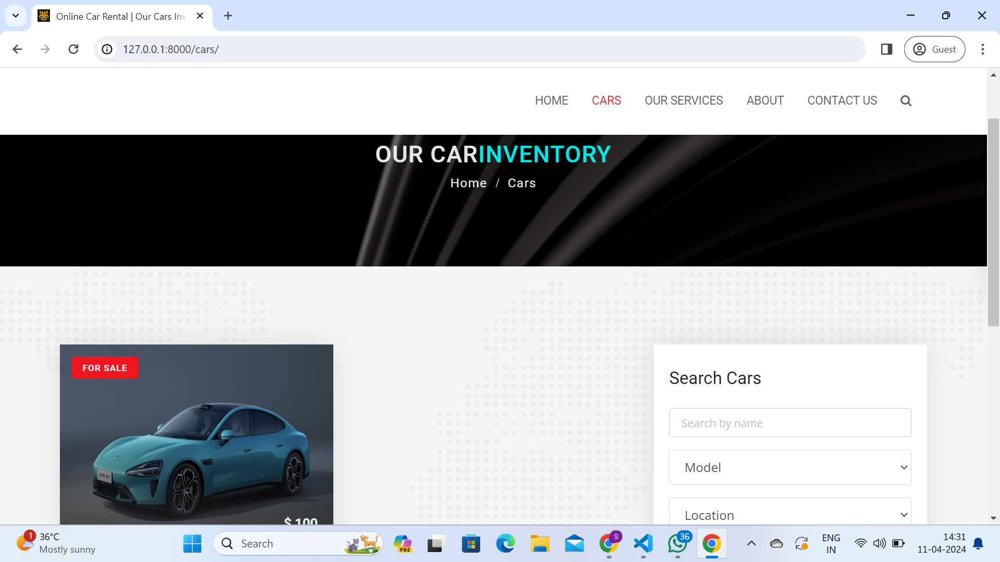 Online Car Rental | Our Cars Inv
127.0.0.1:8000/cars/
Guest
HOME
CARS
OUR SERVICES
ABOUT
CONTACT US
OUR CARINVENTORY
Home / Cars
FOR SALE
$ 100
Search Cars
Search by name
Model
Location
1
36°C
Mostly sunny
Search
PRE
S
36
ENG
IN
14:31
11-04-2024